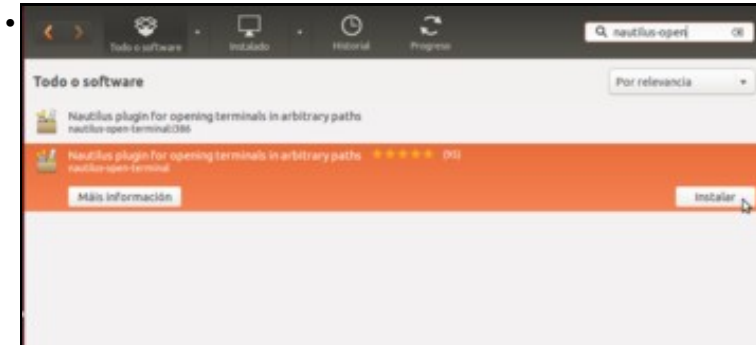 Todo o software
Instalado
Historial
Progreso
nautilus-open
Todo o software
Por relevancia
Nautilus plugin for opening terminals in arbitrary paths
nautilus-open-terminal:i386
Nautilus plugin for opening terminals in arbitrary paths (95)
nautilus-open-terminal
Máis información
Instalar